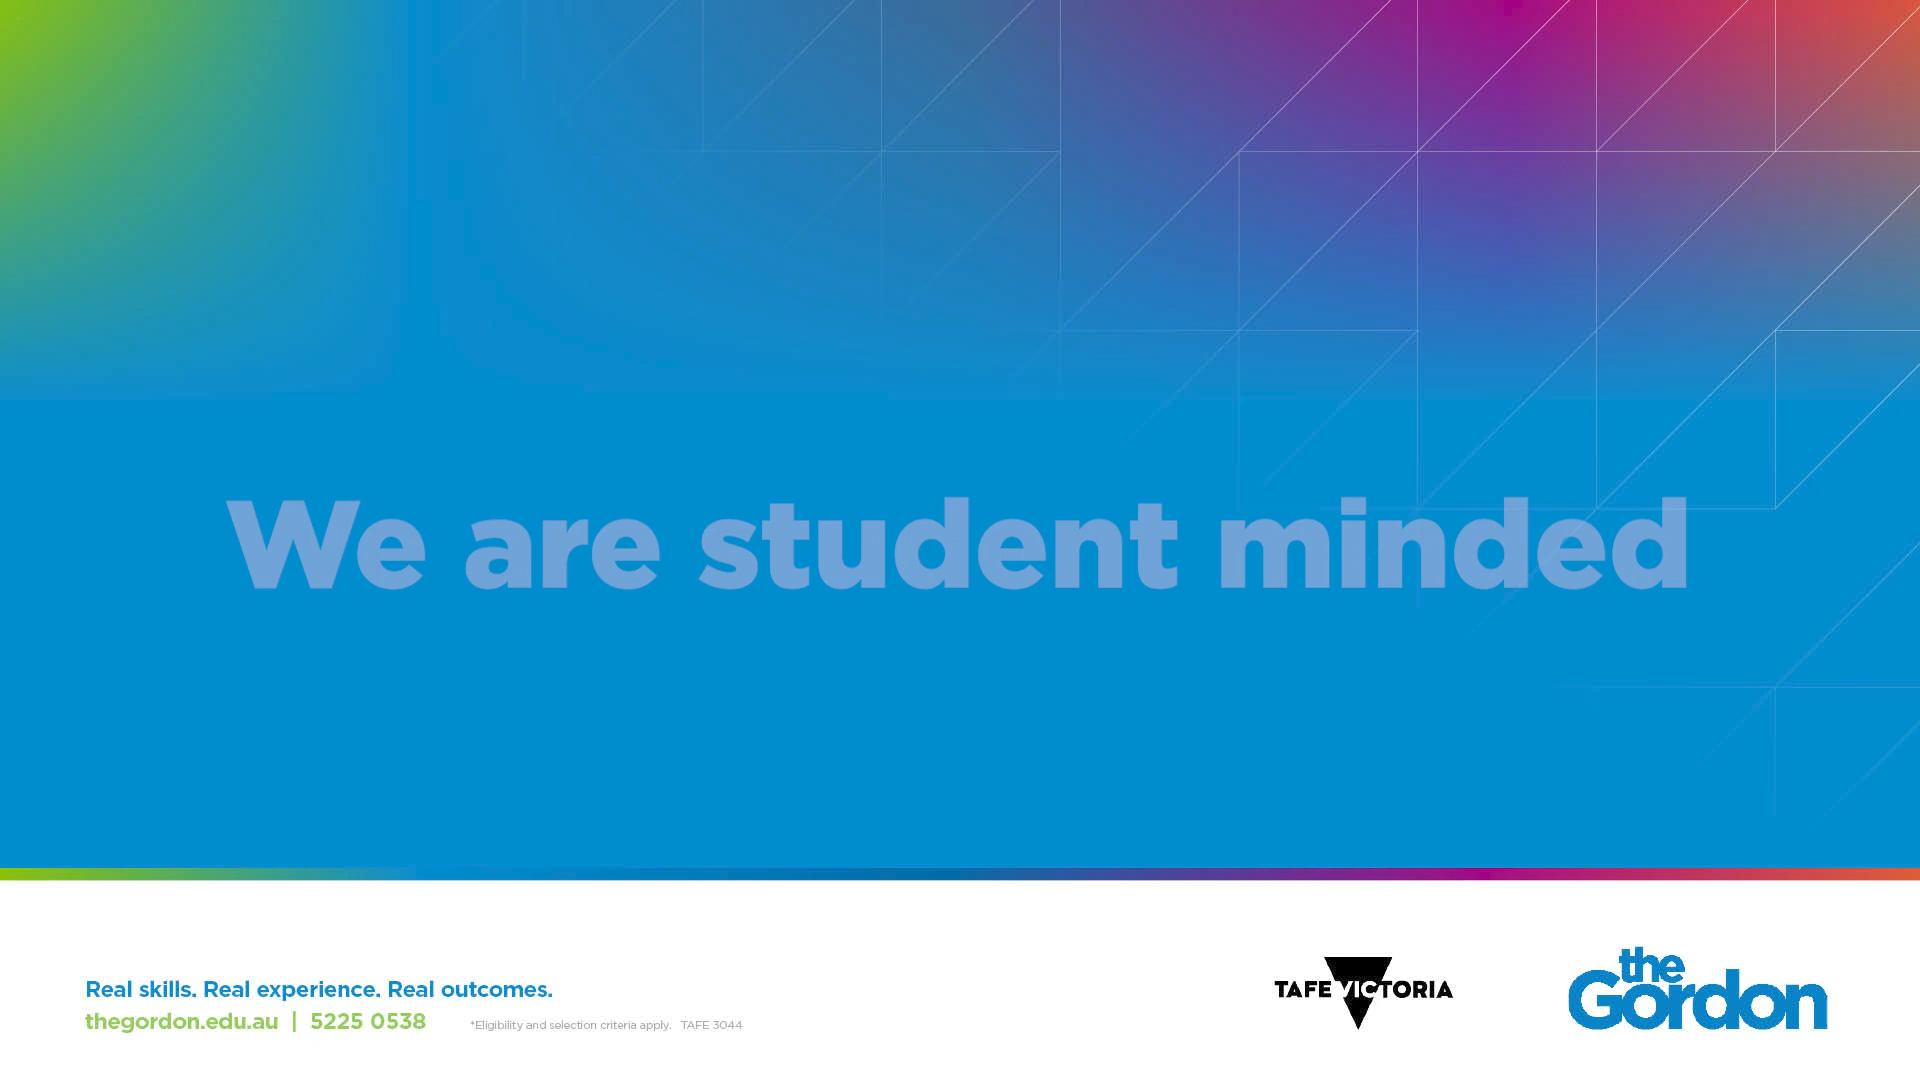 We are student minded
Real skills. Real experience. Real outcomes.
thegordon.edu.au | 5225 0538
*Eligibility and selection criteria apply. TAFE 3044
TAFE VICTORIA
the
Gordon